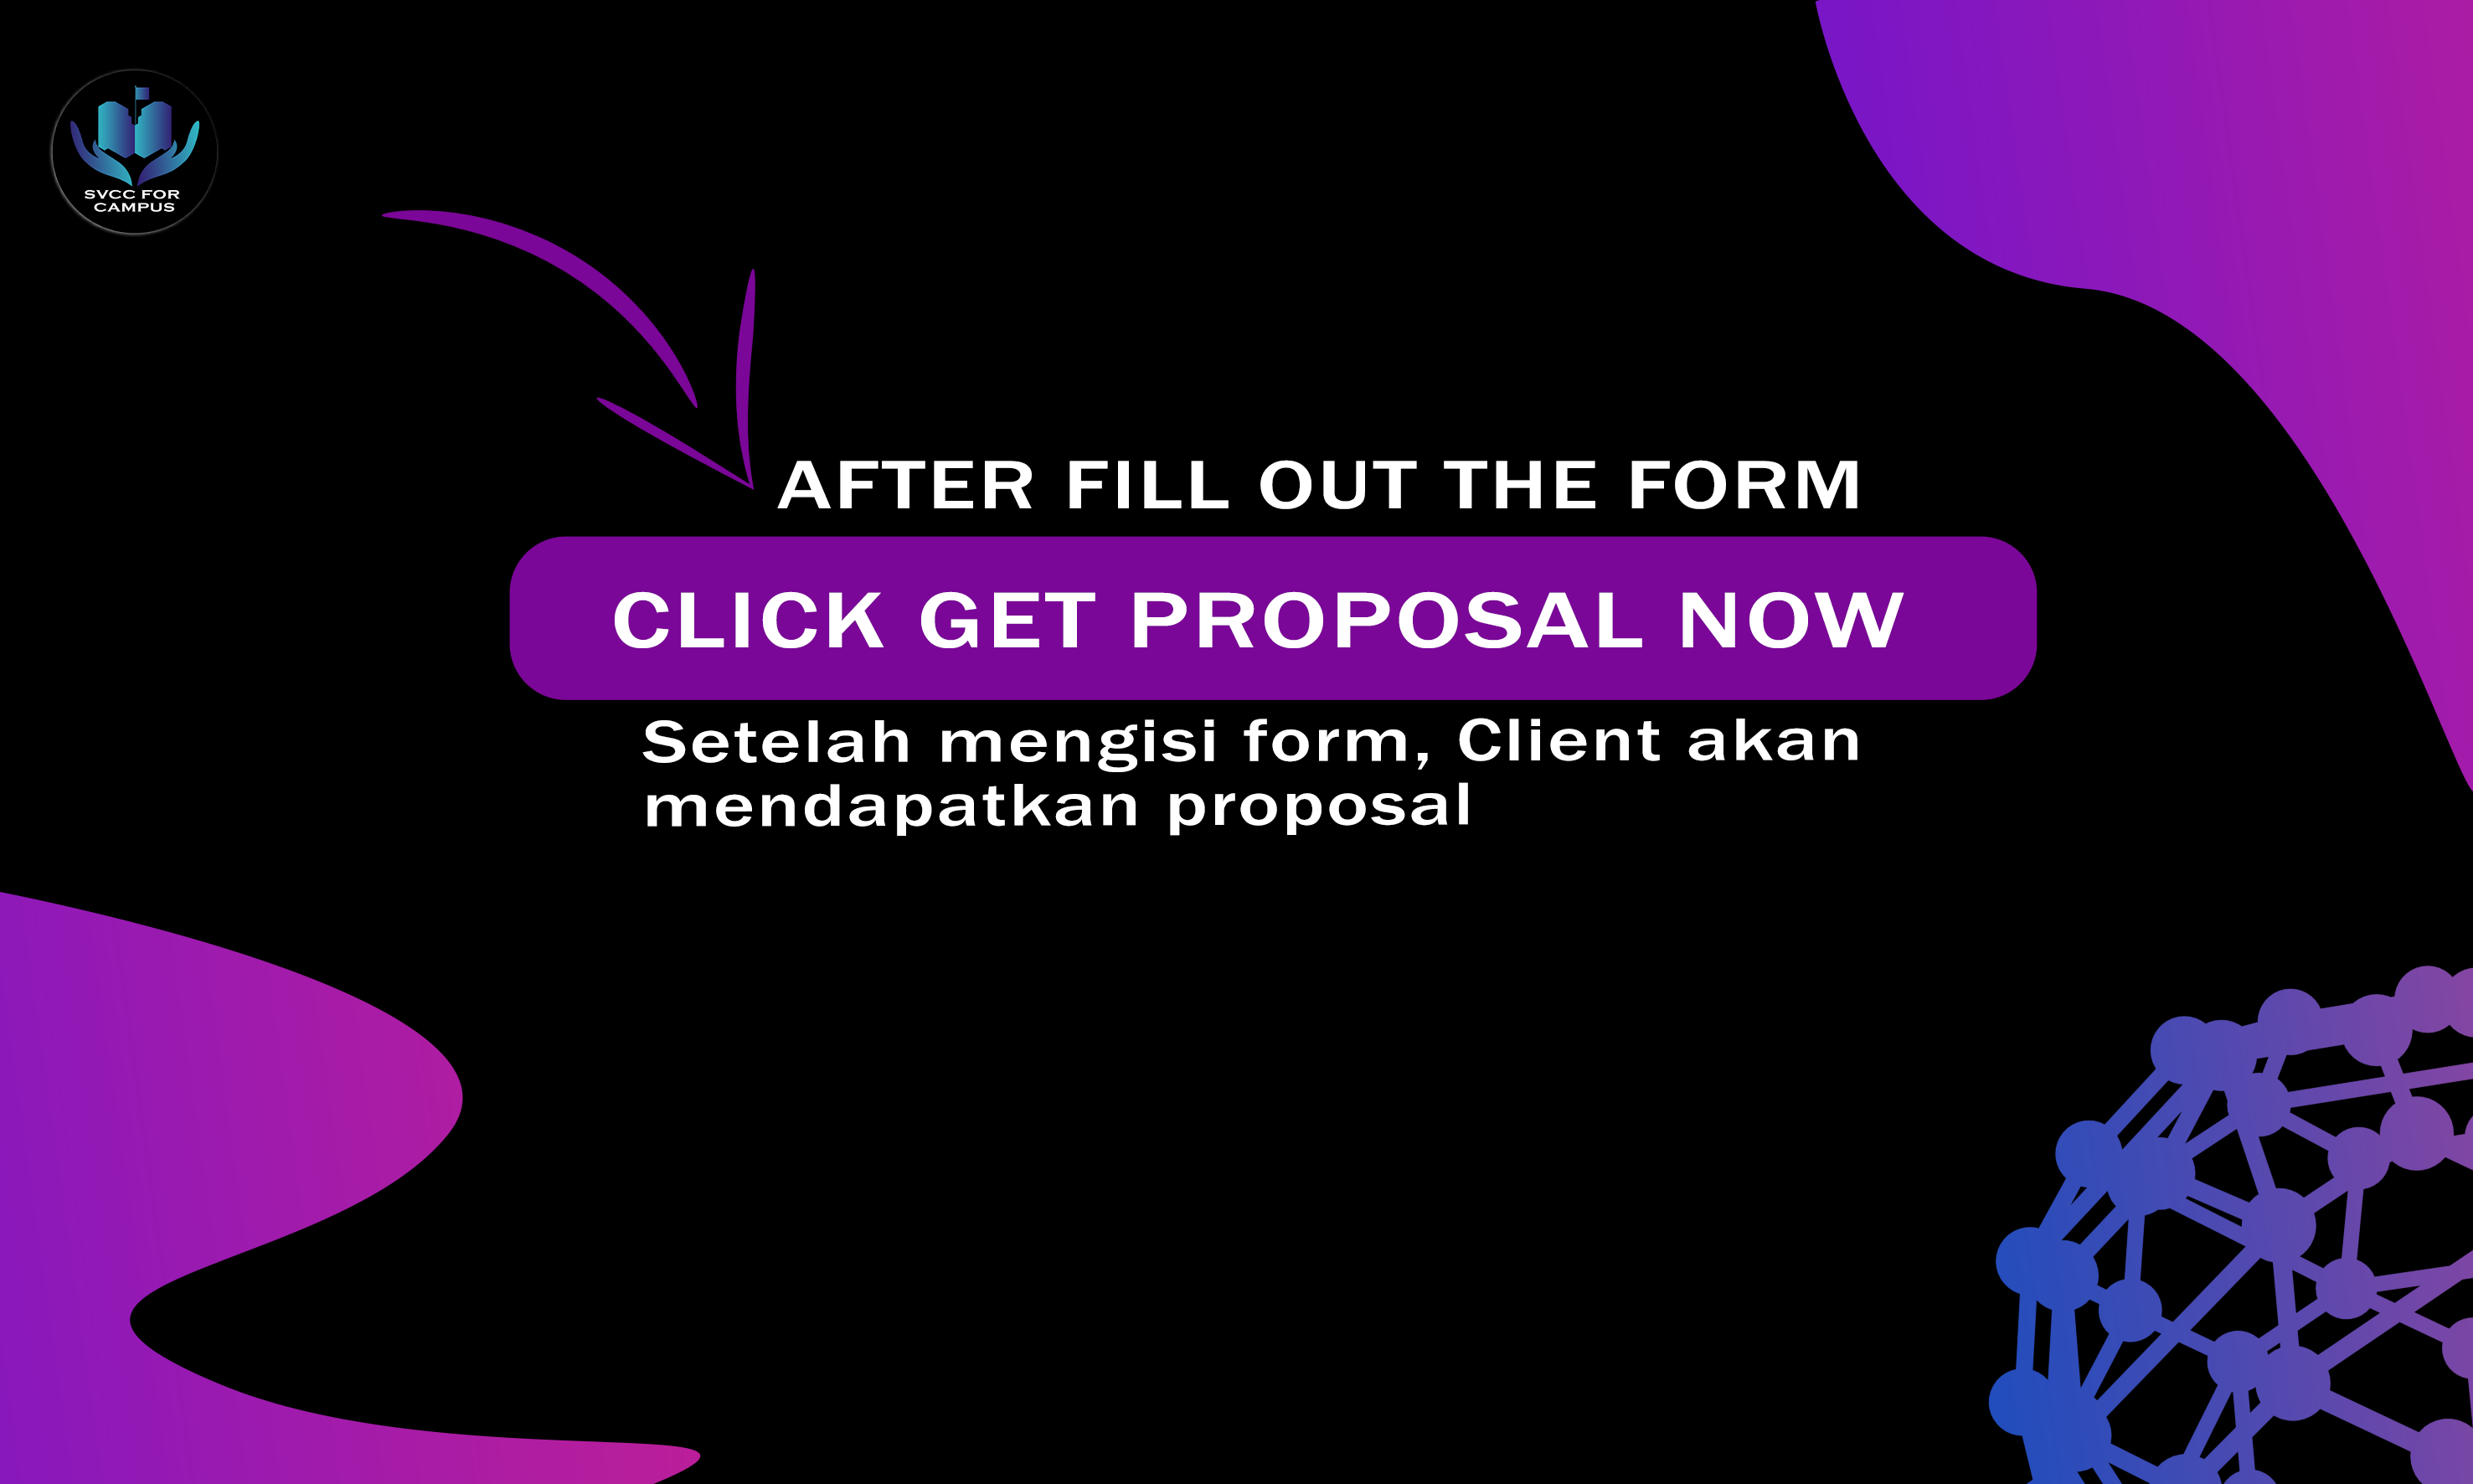 SVCC FOR
CAMPUS
AFTER FILL OUT THE FORM
CLICK GET PROPOSAL NOW
Setelah mengisi form, Client akan
mendapatkan proposal